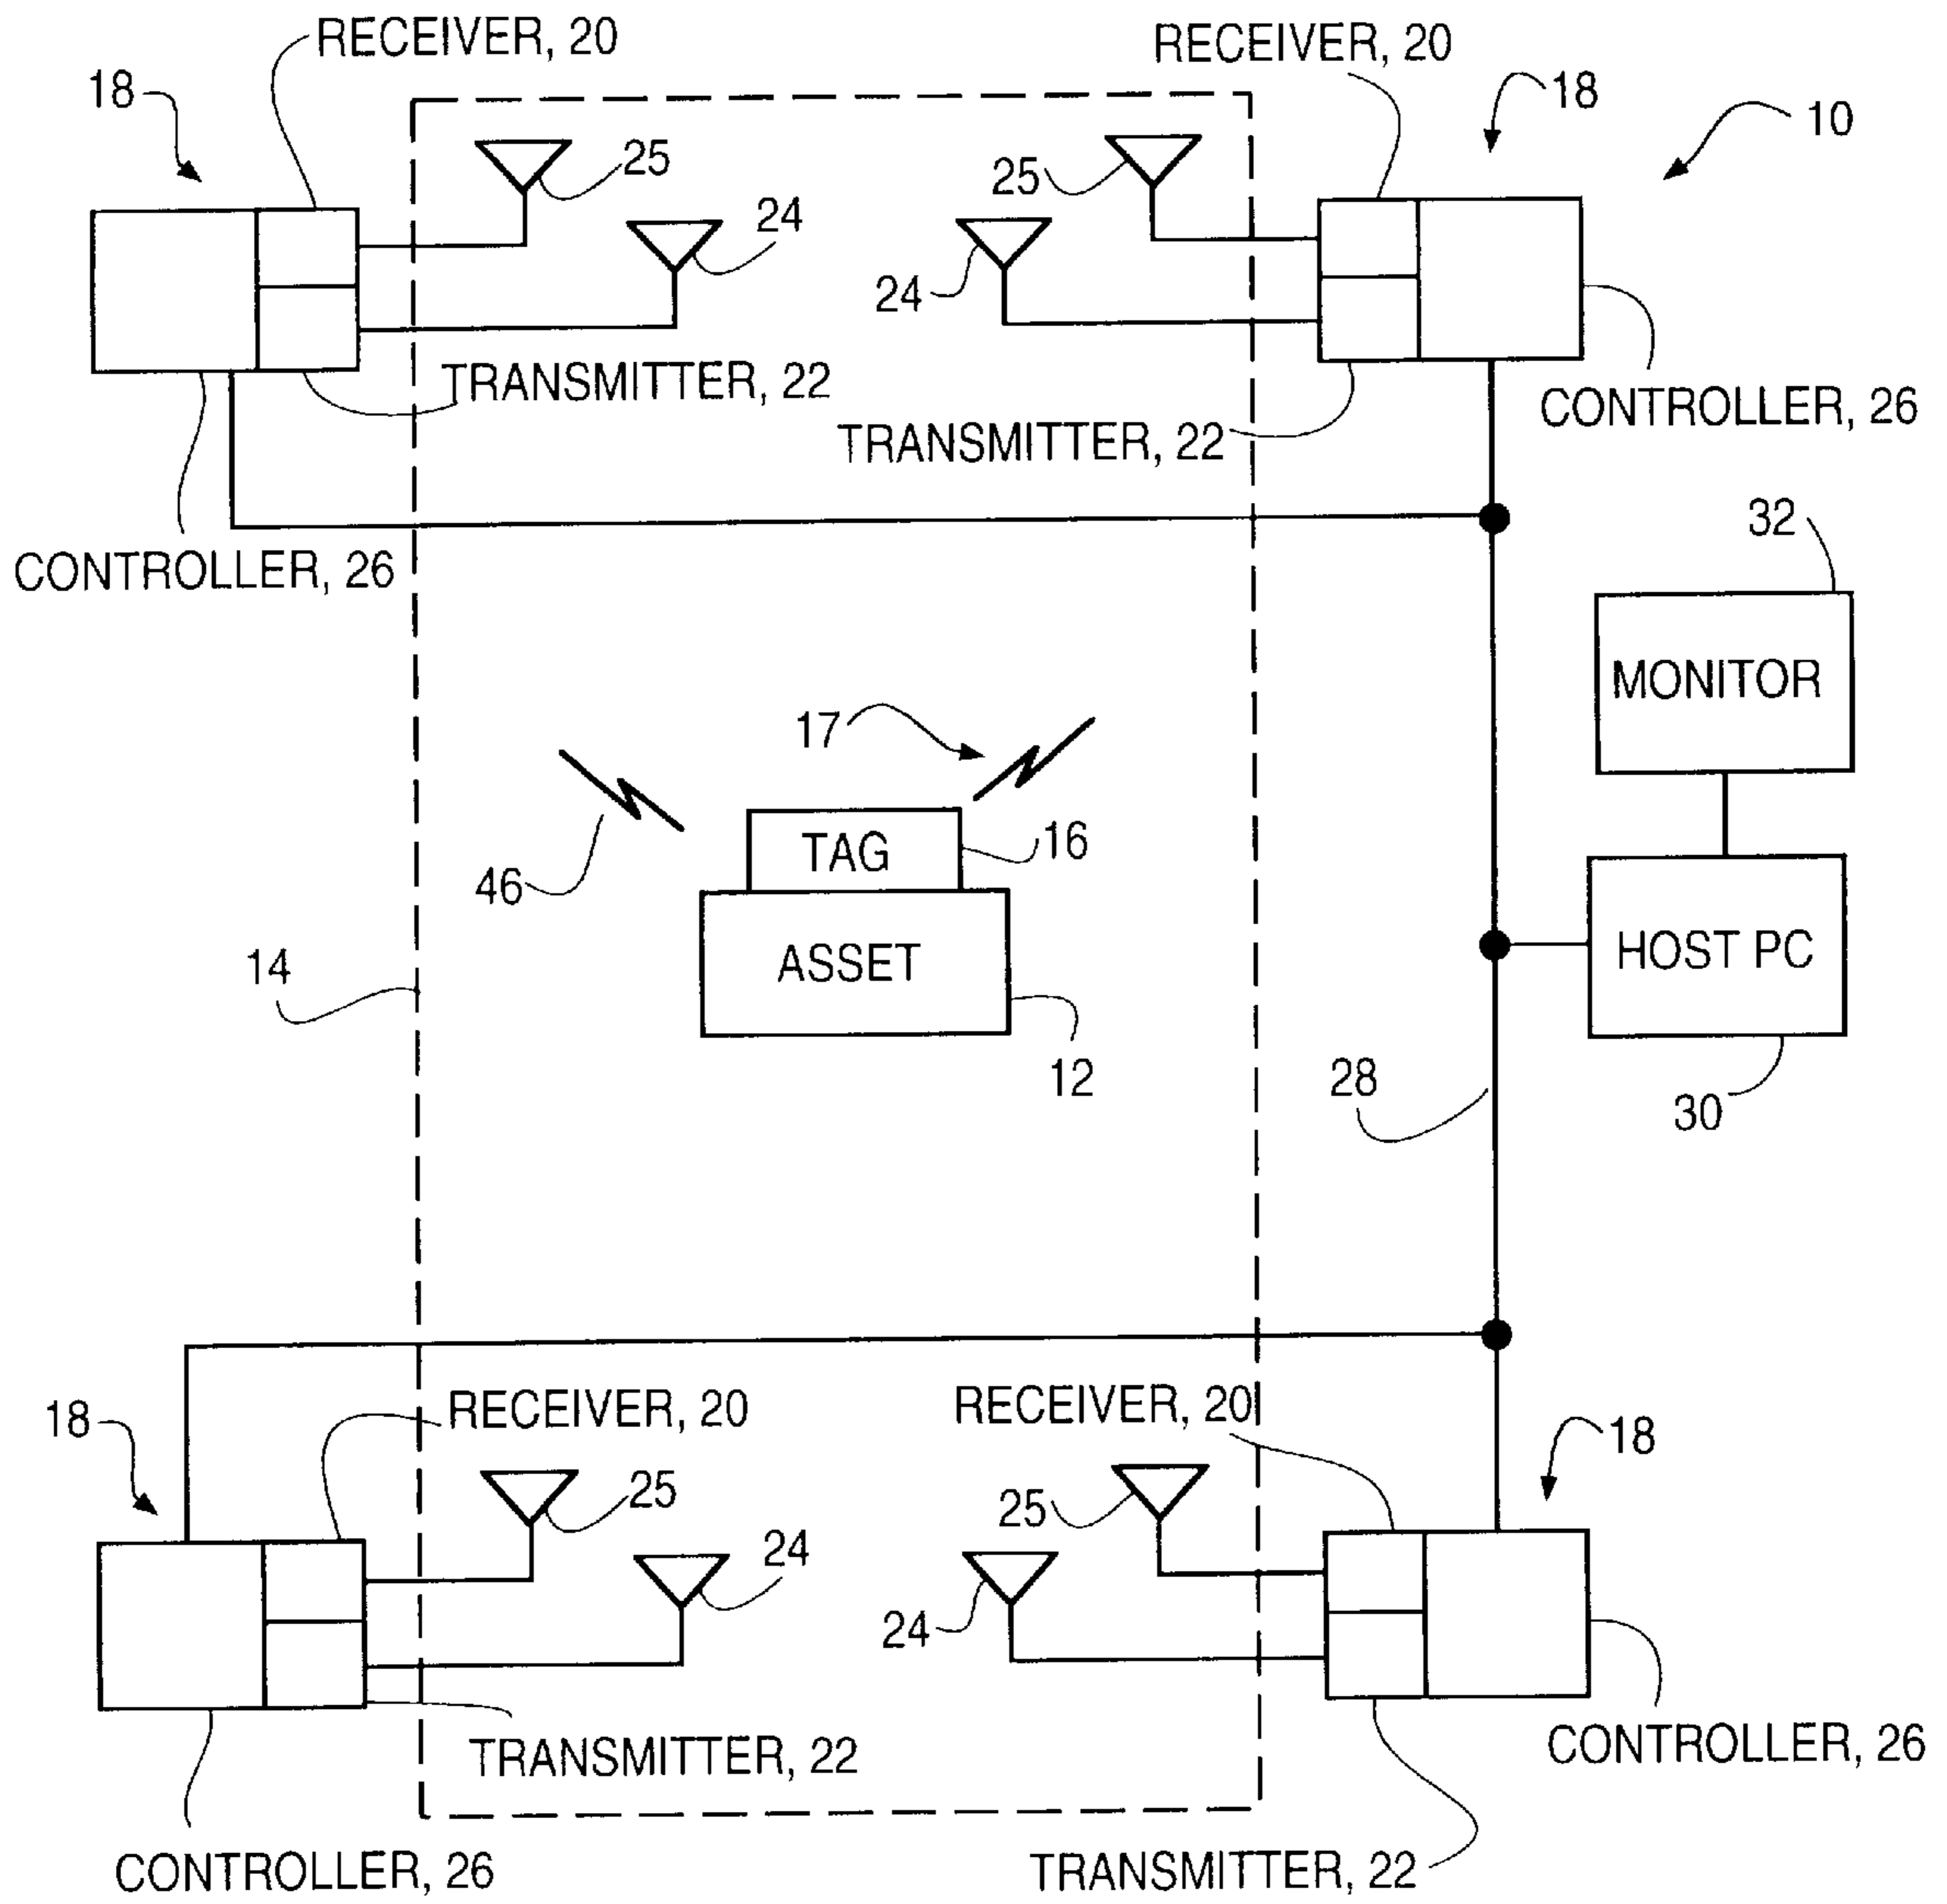 RECEIVER, 20
RECEIVER, 20
18
18
10
25
25
24
24
TRANSMITTER, 22
CONTROLLER, 26
TRANSMITTER, 22
32
CONTROLLER, 26
MONITOR
17
TAG
16
46
ASSET
HOST PC
14
12
28
30
RECEIVER, 20
RECEIVER, 20
18
18
25
25
24
24
TRANSMITTER, 22
CONTROLLER, 26
CONTROLLER, 26
TRANSMITTER, 22